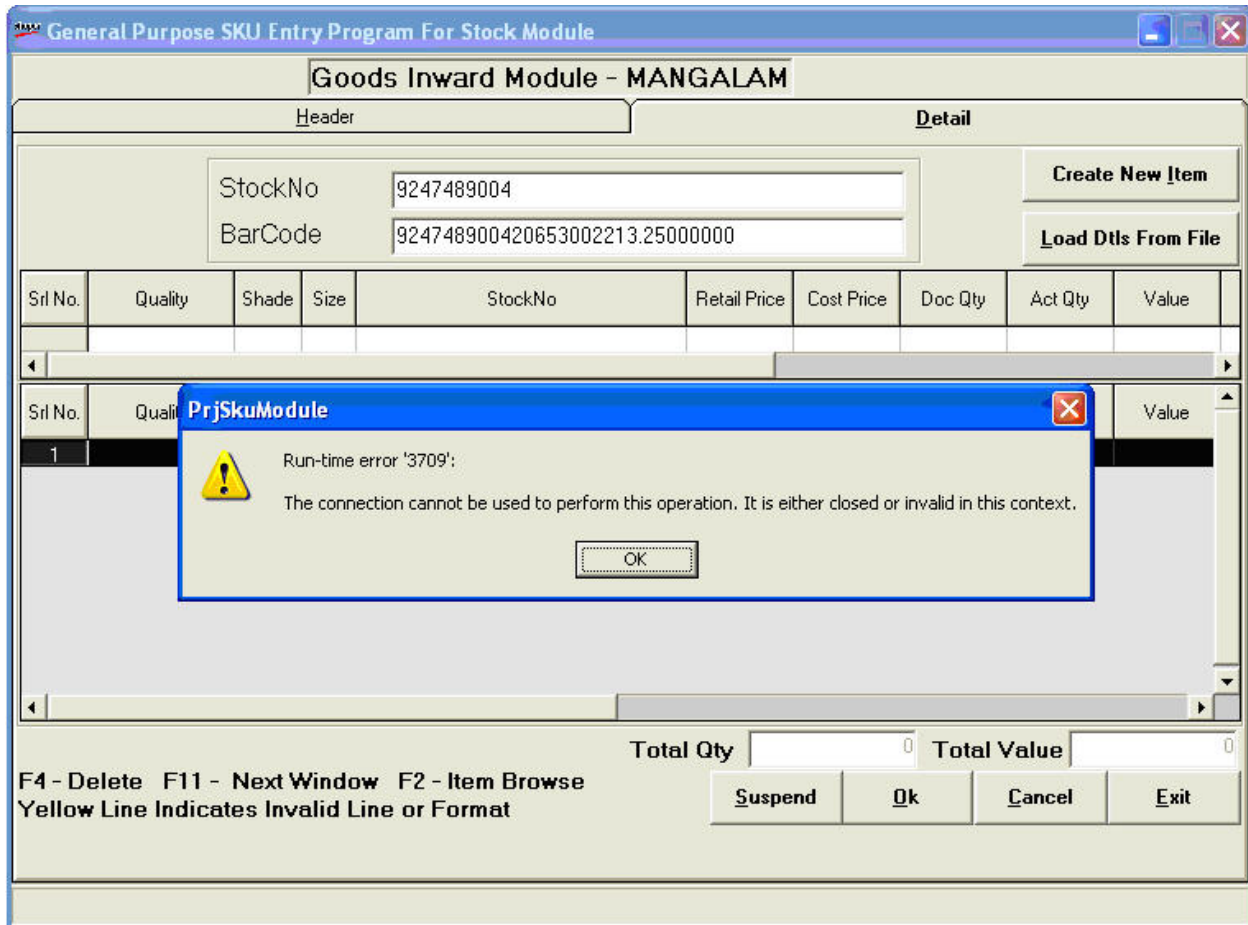 General Purpose SKU Entry Program For Stock Module
Goods Inward Module - MANGALAM
Header
Detail
StockNo
9247489004
Create New Item
BarCode
924748900420653002213.25000000
Load Dtls From File
Srl No. Quality Shade Size StockNo Retail Price Cost Price Doc Qty Act Qty Value
Srl No. Qualit Value
1
PrjSkuModule
Run-time error '3709':
The connection cannot be used to perform this operation. It is either closed or invalid in this context.
OK
Total Qty 0 Total Value 0
F4 - Delete F11 - Next Window F2 - Item Browse
Yellow Line Indicates Invalid Line or Format
Suspend Ok Cancel Exit